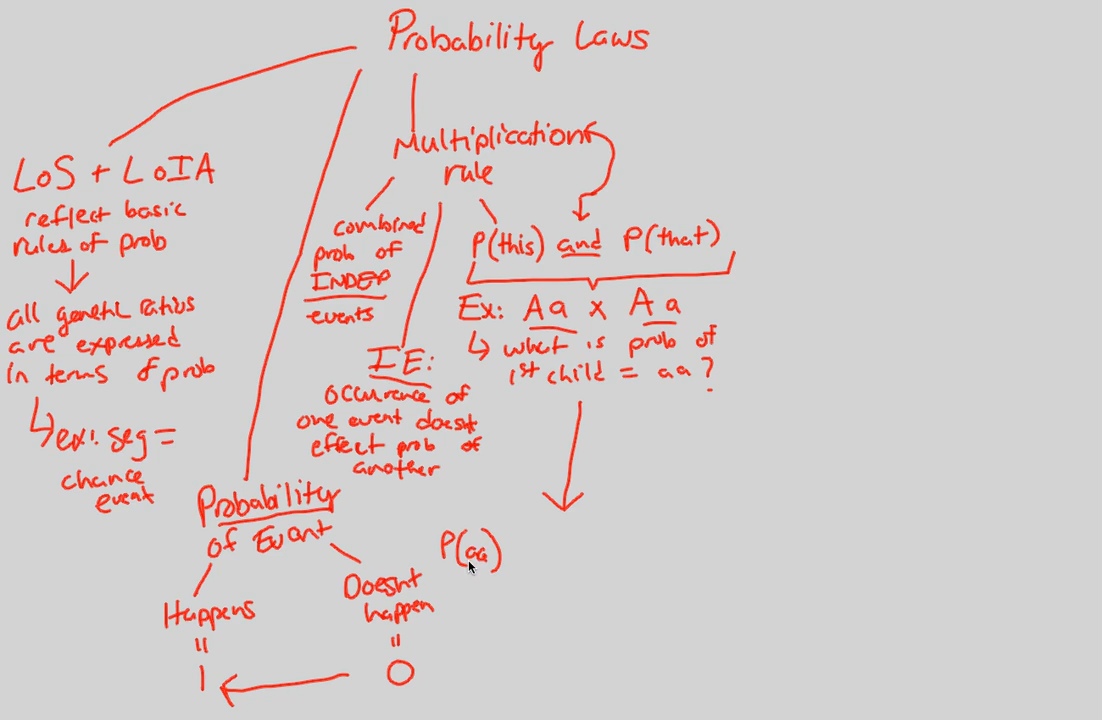 Probability Laws
LoS + LoIA
reflect basic
rules of prob
all genetic ratios
are expressed
in terms of prob
ex: seg =
chance
event
Multiplication
rule
combined
prob of
INDEP
events
IE:
occurence of
one event doesnt
effect prob of
another
P(this) and P(that)
Ex: Aa x Aa
what is prob of
1st child = aa ?
Probability
of Event
Happens
"
1
Doesnt
happen
"
0
P(aa)